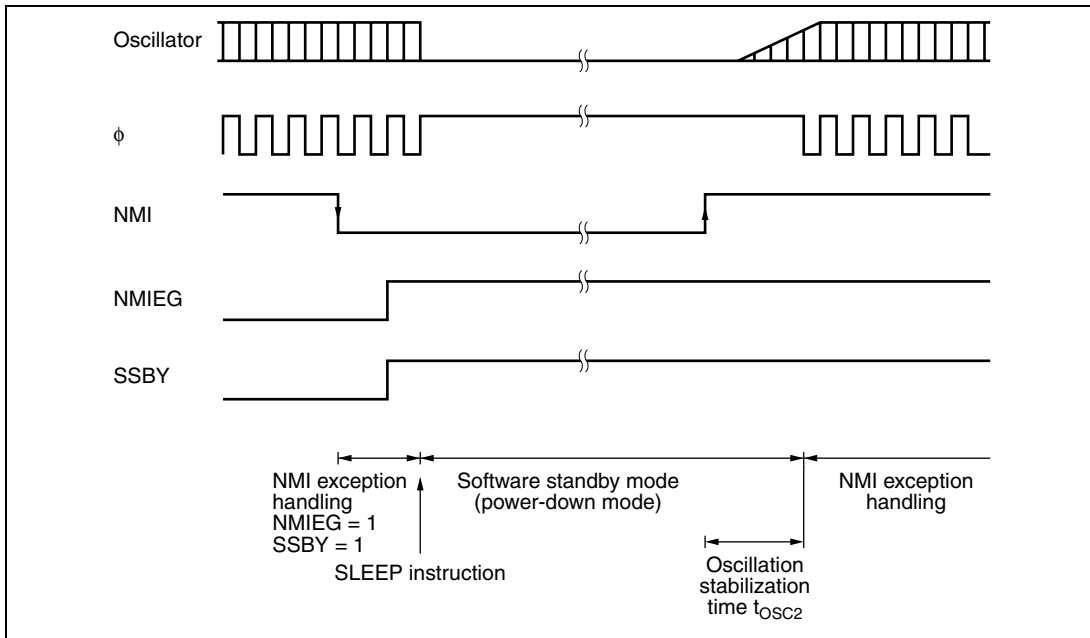 Oscillator
ϕ
NMI
NMIEG
SSBY
NMI exception
handling
NMIEG = 1
SSBY = 1
SLEEP instruction
Software standby mode
(power-down mode)
Oscillation
stabilization
time tOSC2
NMI exception
handling